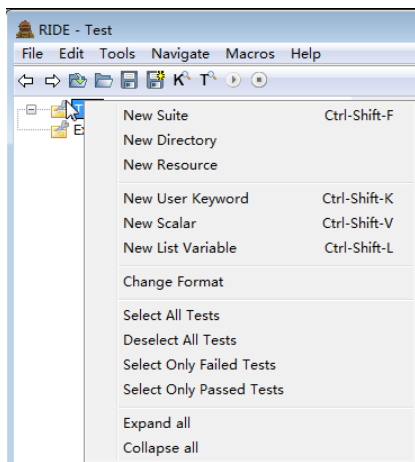 RIDE - Test
File Edit Tools Navigate Macros Help
K T
T
E
New Suite Ctrl-Shift-F
New Directory
New Resource
New User Keyword Ctrl-Shift-K
New Scalar Ctrl-Shift-V
New List Variable Ctrl-Shift-L
Change Format
Select All Tests
Deselect All Tests
Select Only Failed Tests
Select Only Passed Tests
Expand all
Collapse all